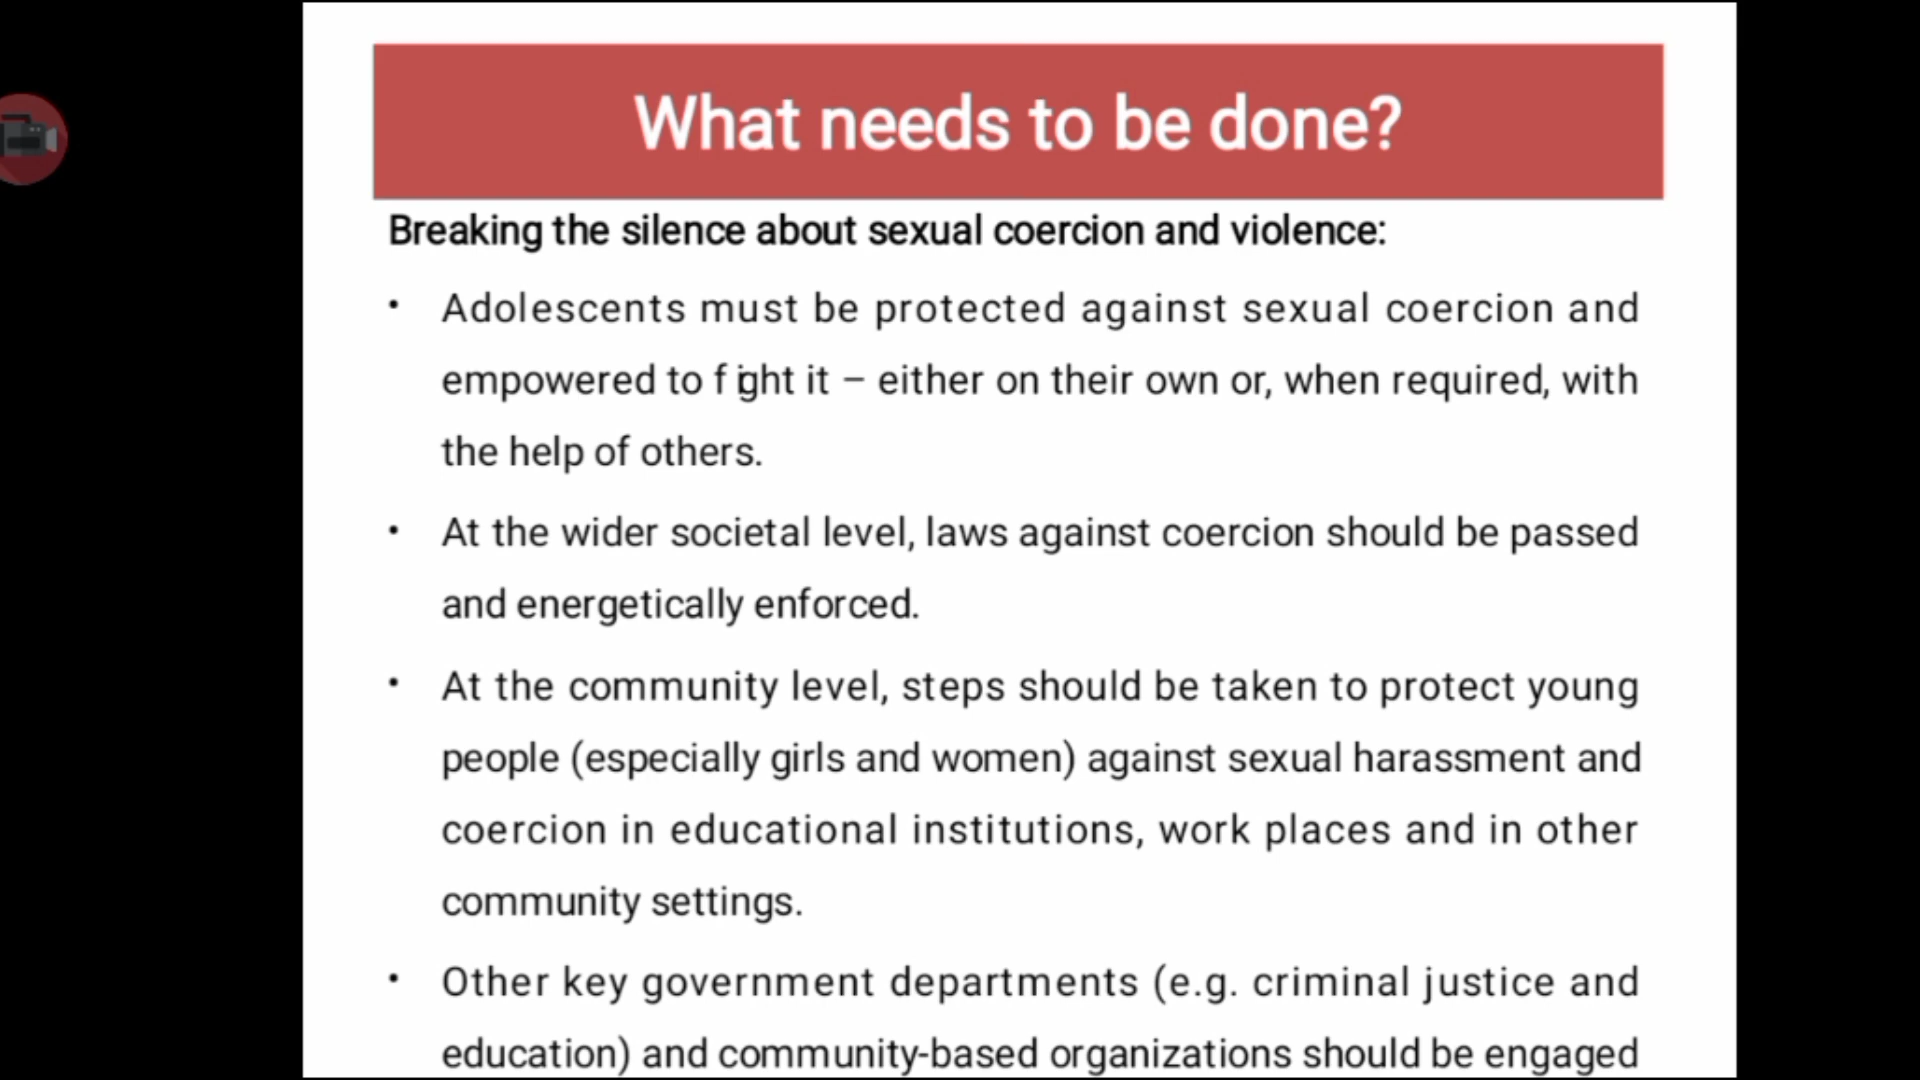 What needs to be done?
Breaking the silence about sexual coercion and violence:
• Adolescents must be protected against sexual coercion and
empowered to fight it – either on their own or, when required, with
the help of others.
• At the wider societal level, laws against coercion should be passed
and energetically enforced.
• At the community level, steps should be taken to protect young
people (especially girls and women) against sexual harassment and
coercion in educational institutions, work places and in other
community settings.
• Other key government departments (e.g. criminal justice and
education) and community-based organizations should be engaged